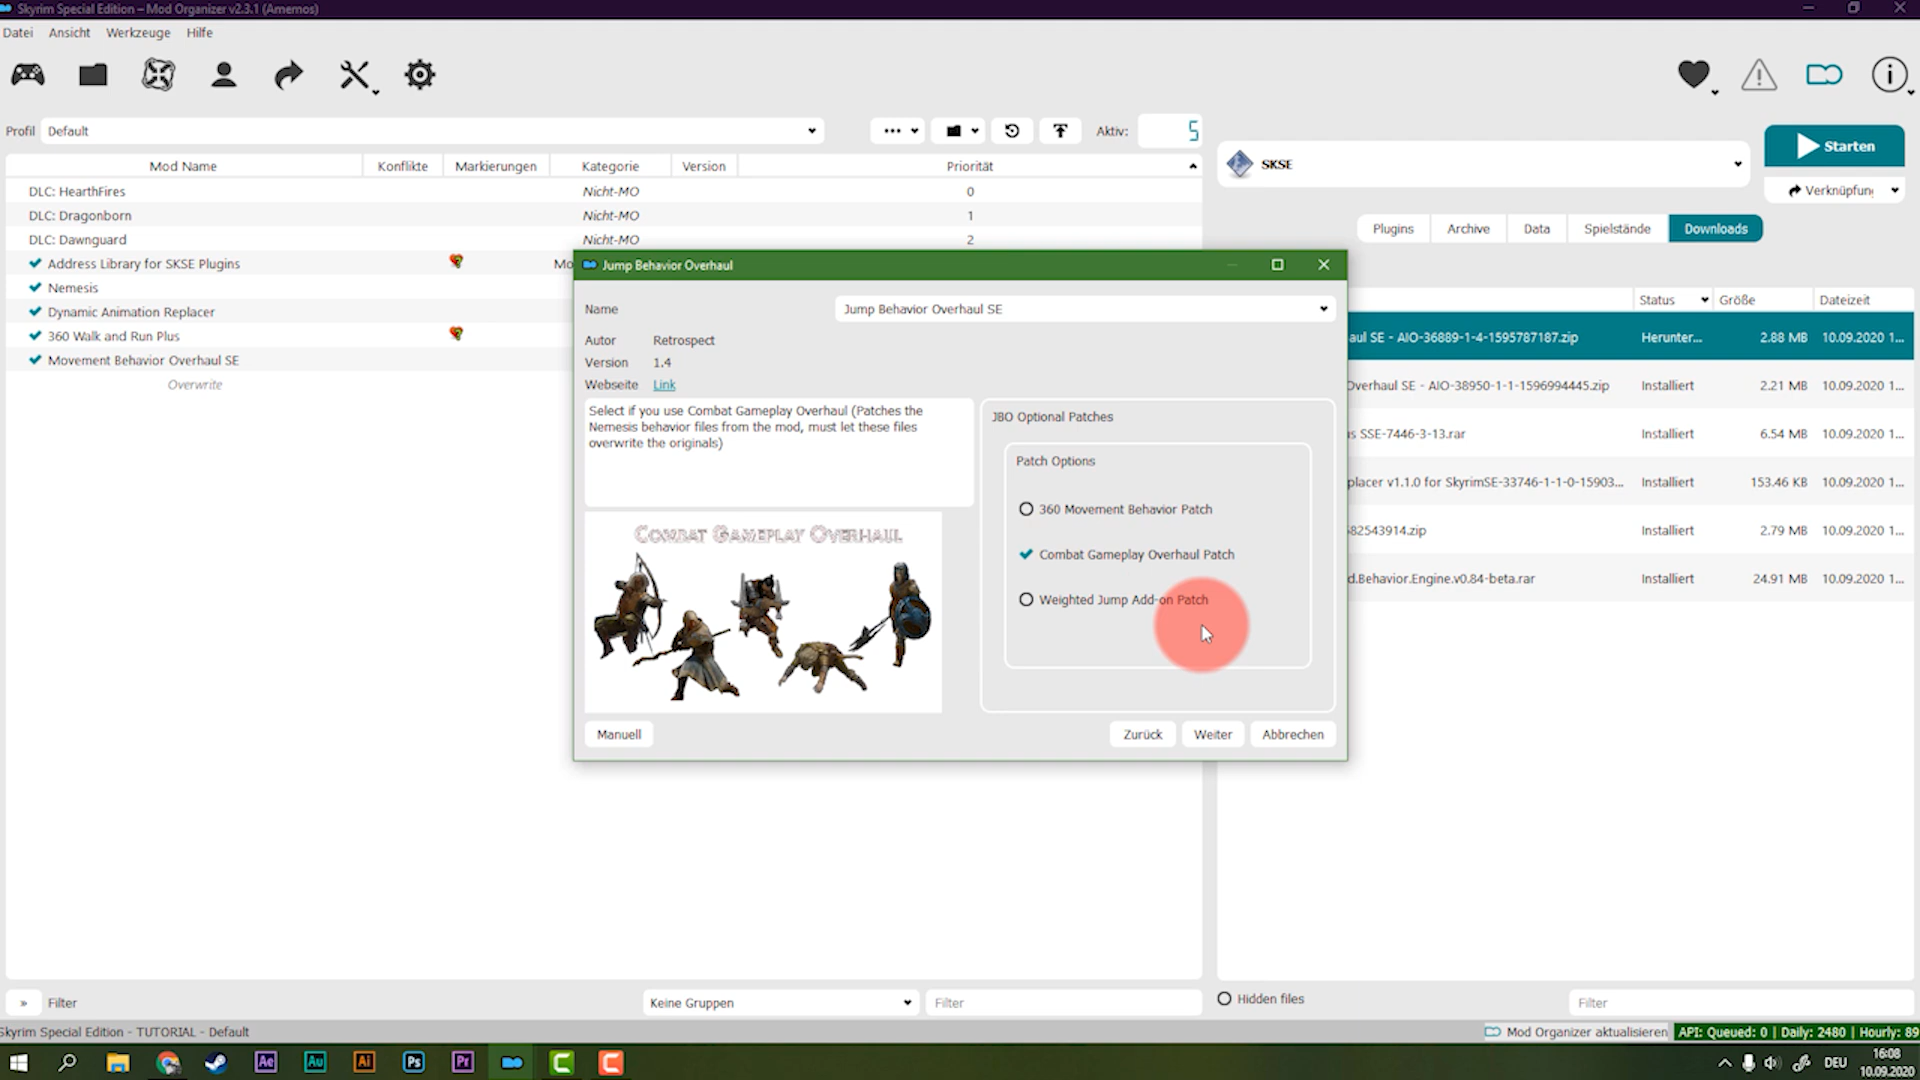 Skyrim Special Edition – Mod Organizer v2.3.1 (Amemos)
Datei Ansicht Werkzeuge Hilfe
Profil Default
Aktiv: 5
Mod Name Konflikte Markierungen Kategorie Version Priorität
DLC: HearthFires Nicht-MO 0
DLC: Dragonborn Nicht-MO 1
DLC: Dawnguard Nicht-MO 2
Address Library for SKSE Plugins Mo
Nemesis
Dynamic Animation Replacer
360 Walk and Run Plus
Movement Behavior Overhaul SE
Overwrite
SKSE
Starten
Verknüpfun
Plugins Archive Data Spielstände Downloads
Status Größe Dateizeit
aul SE - AIO-36889-1-4-1595787187.zip Herunter... 2.88 MB 10.09.2020 1...
Overhaul SE - AIO-38950-1-1-1596994445.zip Installiert 2.21 MB 10.09.2020 1...
s SSE-7446-3-13.rar Installiert 6.54 MB 10.09.2020 1...
placer v1.1.0 for SkyrimSE-33746-1-1-0-15903... Installiert 153.46 KB 10.09.2020 1...
582543914.zip Installiert 2.79 MB 10.09.2020 1...
d.Behavior.Engine.v0.84-beta.rar Installiert 24.91 MB 10.09.2020 1...
Jump Behavior Overhaul
Name Jump Behavior Overhaul SE
Autor Retrospect
Version 1.4
Webseite Link
Select if you use Combat Gameplay Overhaul (Patches the
Nemesis behavior files from the mod, must let these files
overwrite the originals)
Combat Gameplay Overhaul
JBO Optional Patches
Patch Options
360 Movement Behavior Patch
Combat Gameplay Overhaul Patch
Weighted Jump Add-on Patch
Manuell Zurück Weiter Abbrechen
» Filter Keine Gruppen Filter
Hidden files Filter
Skyrim Special Edition - TUTORIAL - Default
Mod Organizer aktualisieren API: Queued: 0 | Daily: 2480 | Hourly: 89
Ae Au Ai Ps Pr
DEU 16:08
10.09.2020